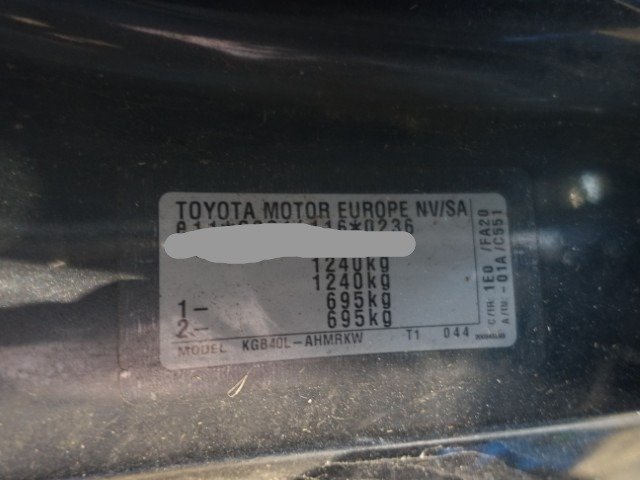 TOYOTA MOTOR EUROPE NV/SA
1240kg
1240kg
1- 695kg
2- 695kg
MODEL KGB40L-AHMRKW T1 044
C/TR 1E0 /FA20
A/TM -01A /C551